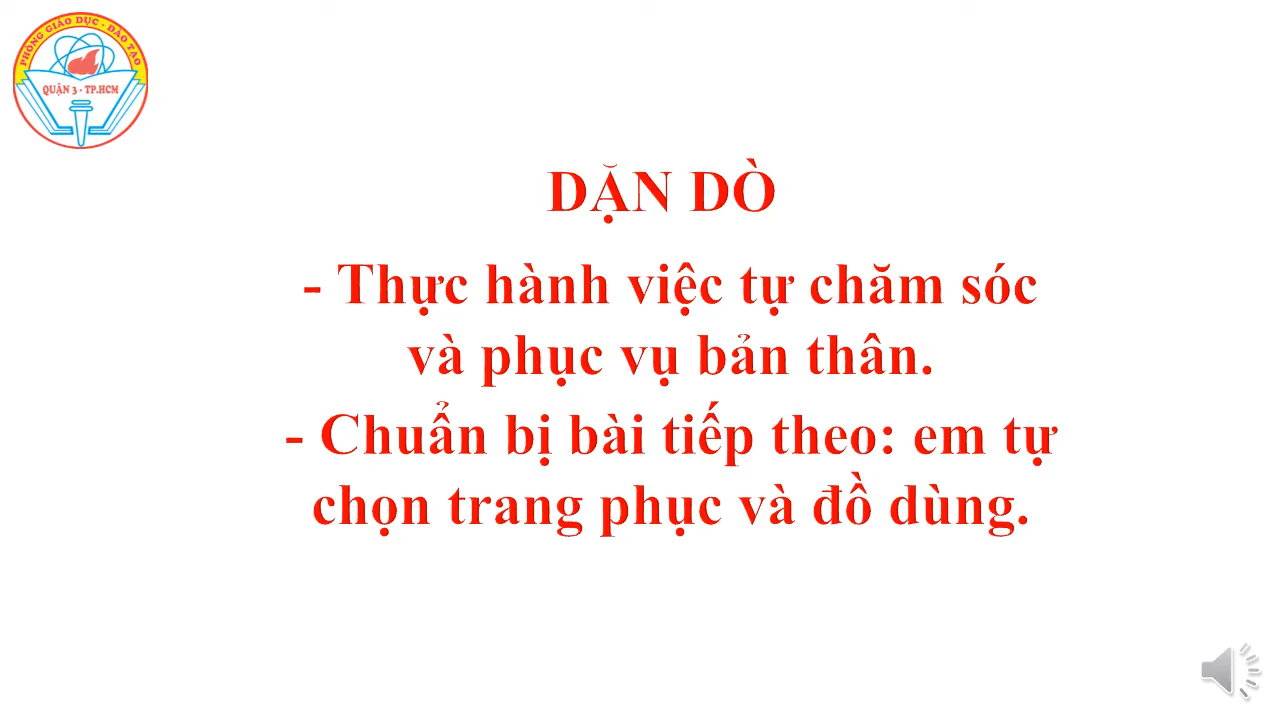 PHÒNG GIÁO DỤC - ĐÀO TẠO
QUẬN 3 - TP.HCM
DẶN DÒ
- Thực hành việc tự chăm sóc
và phục vụ bản thân.
- Chuẩn bị bài tiếp theo: em tự
chọn trang phục và đồ dùng.